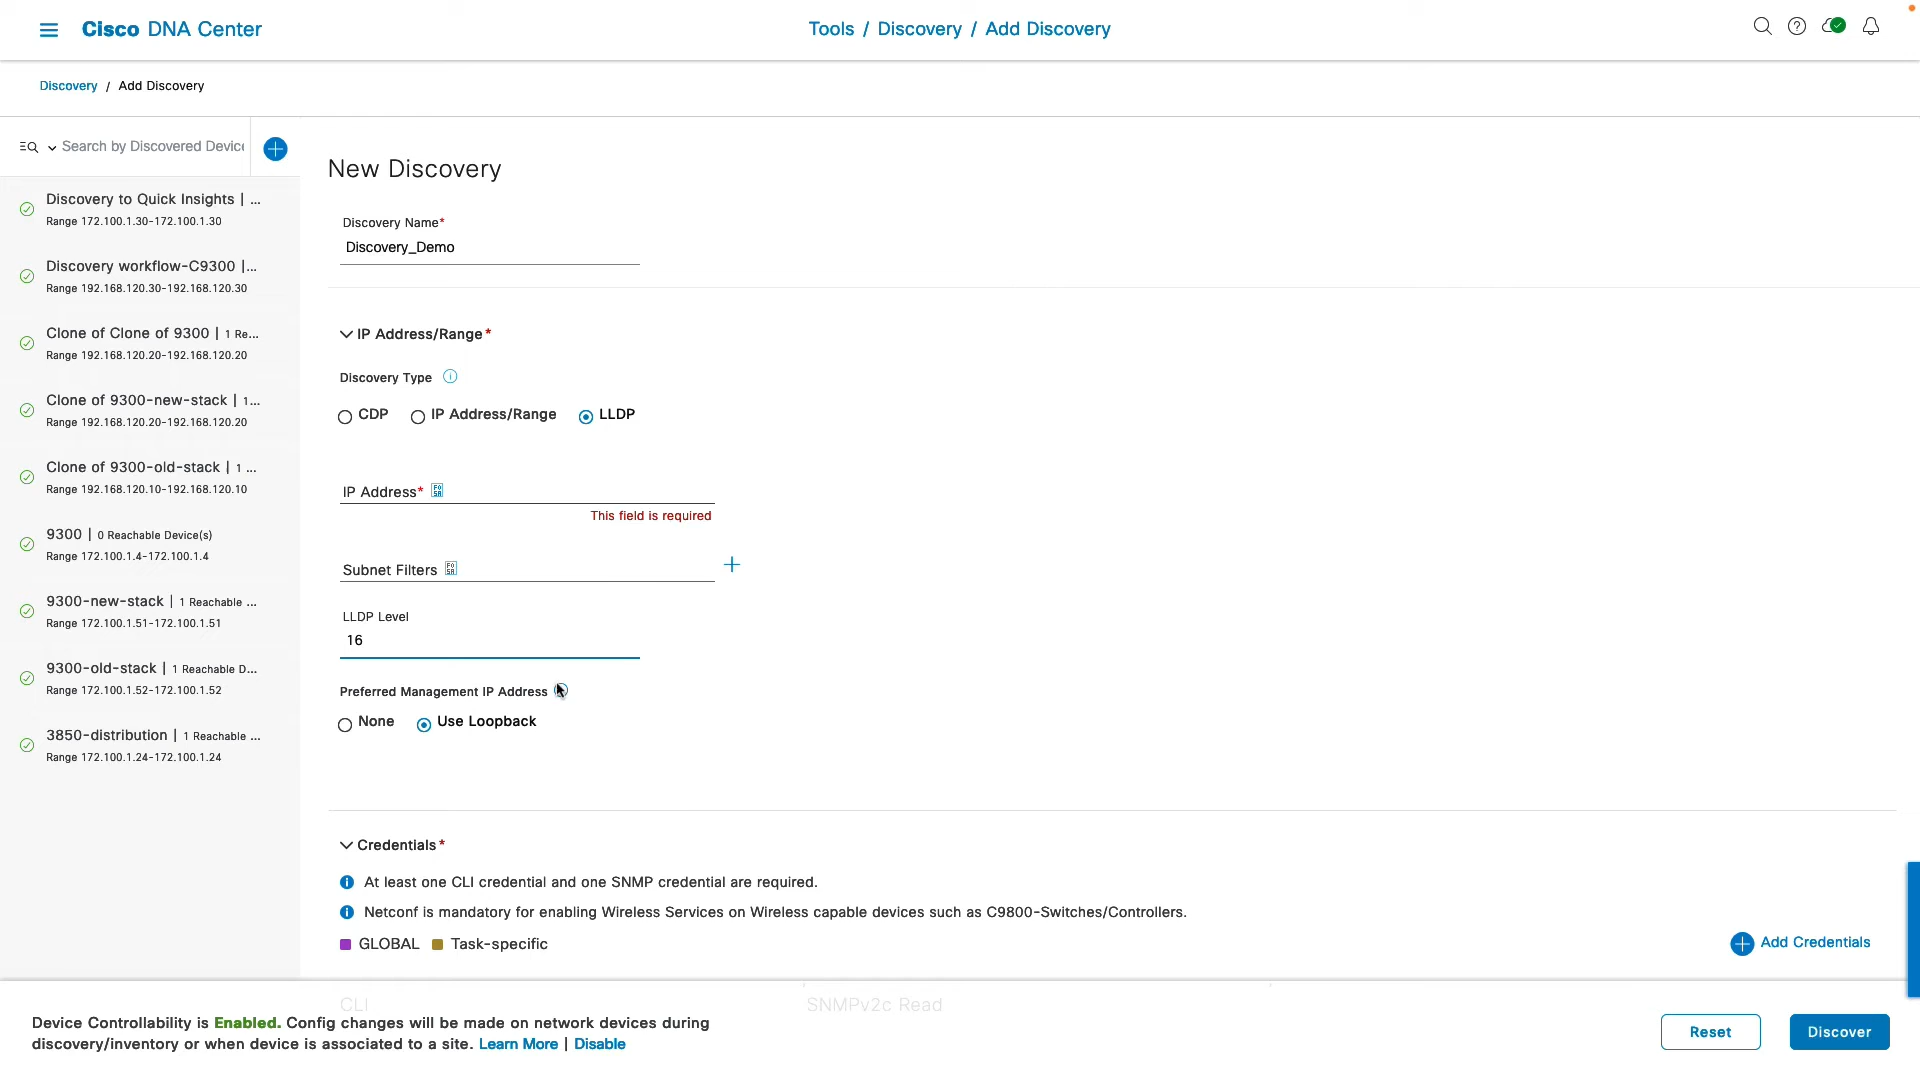 Cisco DNA Center
Tools / Discovery / Add Discovery
Discovery / Add Discovery
Search by Discovered Device
New Discovery
Discovery to Quick Insights | ...
Range 172.100.1.30-172.100.1.30
Discovery workflow-C9300 |...
Range 192.168.120.30-192.168.120.30
Clone of Clone of 9300 | 1 Re...
Range 192.168.120.20-192.168.120.20
Clone of 9300-new-stack | 1...
Range 192.168.120.20-192.168.120.20
Clone of 9300-old-stack | 1 ...
Range 192.168.120.10-192.168.120.10
9300 | 0 Reachable Device(s)
Range 172.100.1.4-172.100.1.4
9300-new-stack | 1 Reachable ...
Range 172.100.1.51-172.100.1.51
9300-old-stack | 1 Reachable D...
Range 172.100.1.52-172.100.1.52
3850-distribution | 1 Reachable ...
Range 172.100.1.24-172.100.1.24
Discovery Name*
Discovery_Demo
IP Address/Range*
Discovery Type
CDP IP Address/Range LLDP
IP Address*
This field is required
Subnet Filters
LLDP Level
16
Preferred Management IP Address
None Use Loopback
Credentials*
At least one CLI credential and one SNMP credential are required.
Netconf is mandatory for enabling Wireless Services on Wireless capable devices such as C9800-Switches/Controllers.
GLOBAL Task-specific
Add Credentials
CLI SNMPv2c Read
Device Controllability is Enabled. Config changes will be made on network devices during
discovery/inventory or when device is associated to a site. Learn More | Disable
Reset Discover